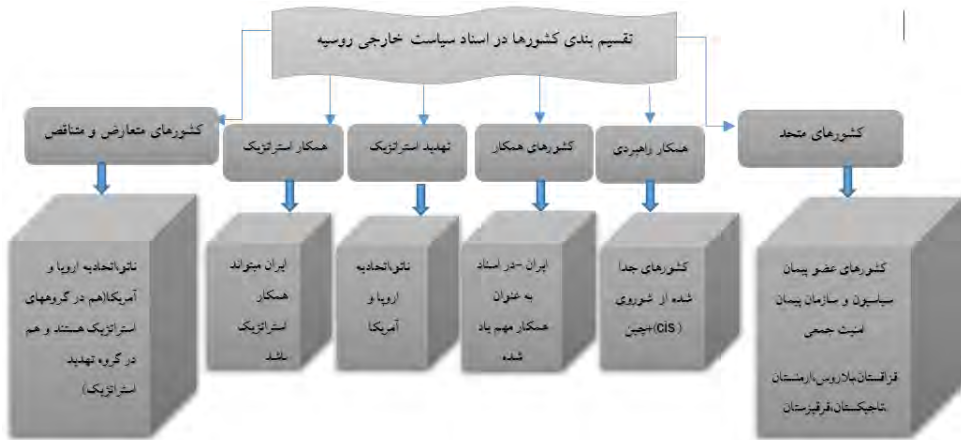 تقسیم بندی کشورها در اسناد سیاست خارجی روسیه
کشورهای متحد
همکار راهبردی
کشورهای همکار
تهدید استراتژیک
همکار استراتژیک
کشورهای متعارض و متناقض
کشورهای عضو پیمان
سیاسیون و سازمان پیمان
امنیت جمعی
قزاقستان،بلاروس،ارمنستان
،تاجیکستان،قرقیزستان
کشورهای جدا
شده از شوروی
(cis)+چین
ایران –در اسناد
به عنوان
همکار مهم یاد
شده
ناتو،اتحادیه
اروپا و
آمریکا
ایران میتواند
همکار
استراتژیک
باشد
ناتو،اتحادیه اروپا و
آمریکا(هم در گروههای
استراتژیک هستند و هم
در گروه تهدید
استراتژیک)